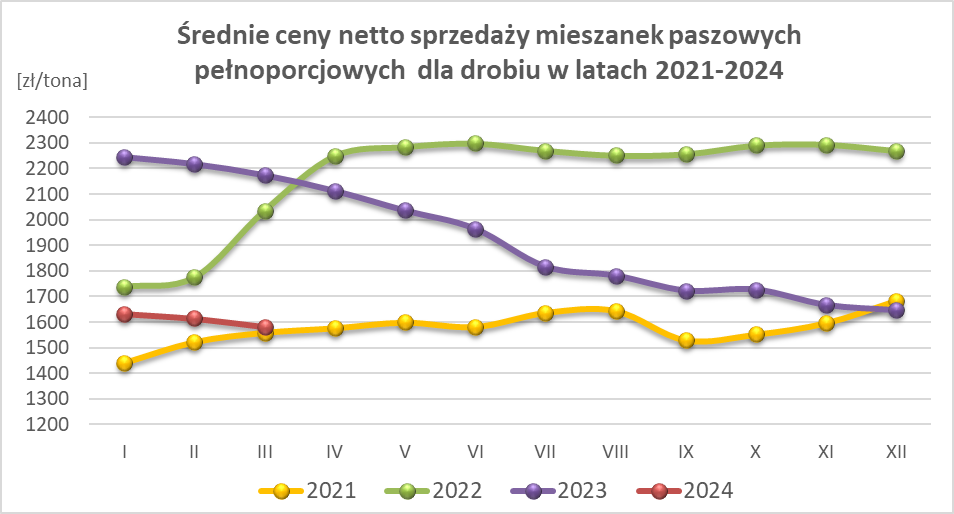 Średnie ceny netto sprzedaży mieszanek paszowych
pełnoporcjowych dla drobiu w latach 2021-2024
[zł/tona]
2400
2300
2200
2100
2000
1900
1800
1700
1600
1500
1400
1300
1200
I II III IV V VI VII VIII IX X XI XII
2021 2022 2023 2024